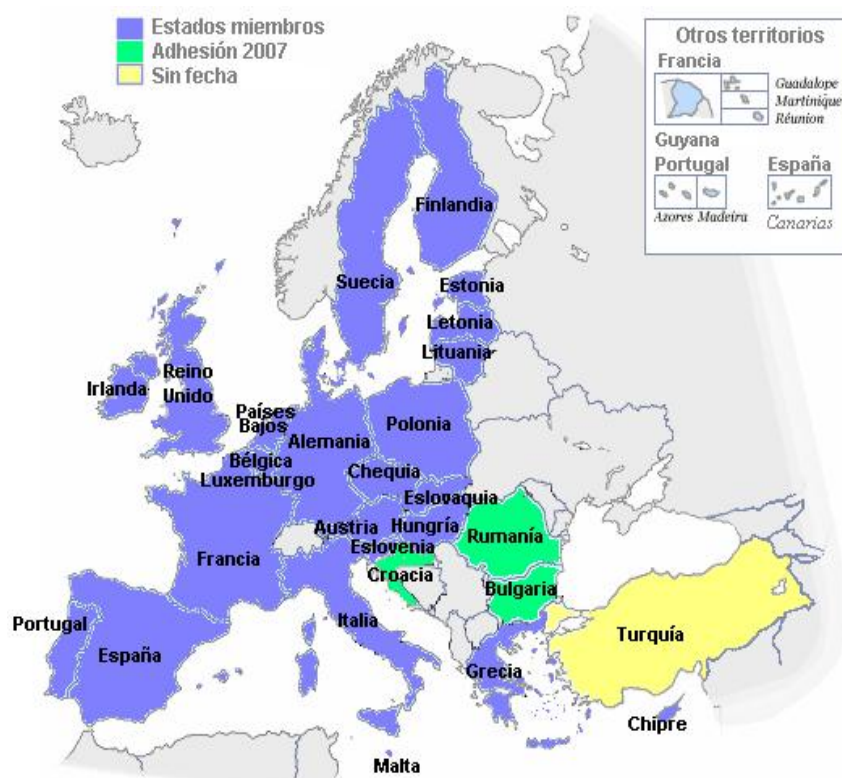 Estados miembros
Adhesión 2007
Sin fecha
Otros territorios
Francia
Guadalope
Martinique
Réunion
Guyana
Portugal
España
Azores Madeira
Canarias
Finlandia
Suecia
Estonia
Letonia
Lituania
Irlanda
Reino
Unido
Países
Bajos
Alemania
Polonia
Bélgica
Luxemburgo
Chequia
Eslovaquia
Austria
Hungría
Rumanía
Francia
Eslovenia
Croacia
Bulgaria
Portugal
España
Italia
Grecia
Turquía
Chipre
Malta